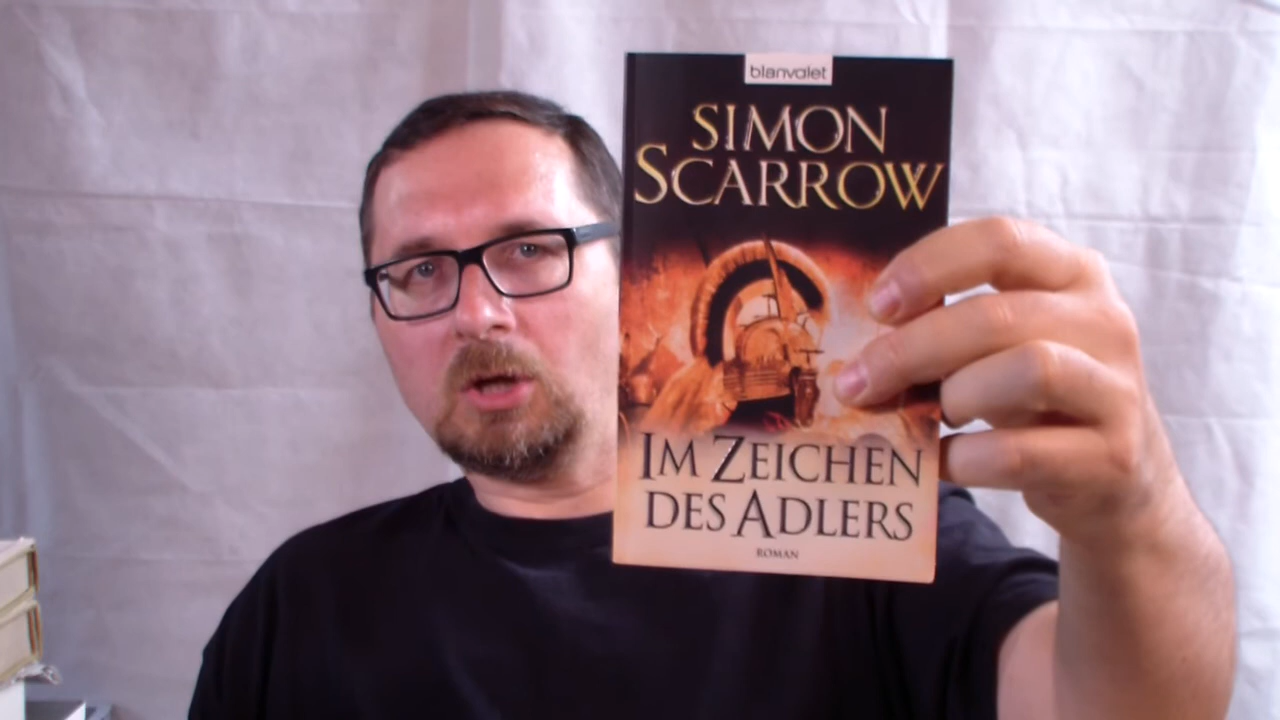 blanvalet
SIMON
SCARROW
IM ZEICHEN
DES ADLERS
ROMAN